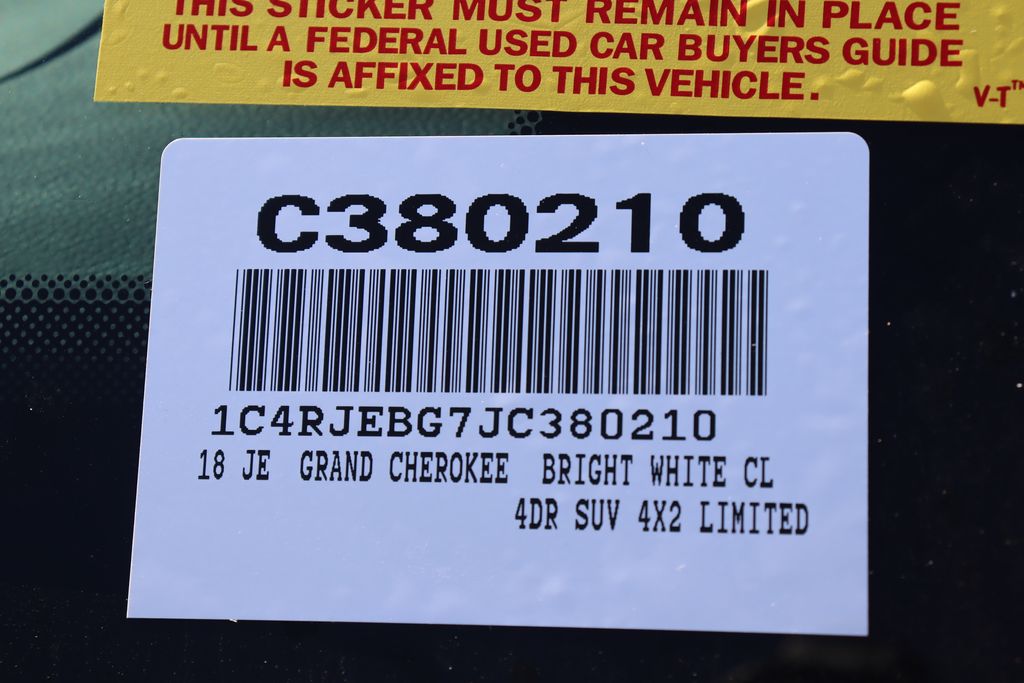 THIS STICKER MUST REMAIN IN PLACE
UNTIL A FEDERAL USED CAR BUYERS GUIDE
IS AFFIXED TO THIS VEHICLE.
V-T™
C380210
1C4RJEBG7JC380210
18 JE GRAND CHEROKEE BRIGHT WHITE CL
4DR SUV 4X2 LIMITED